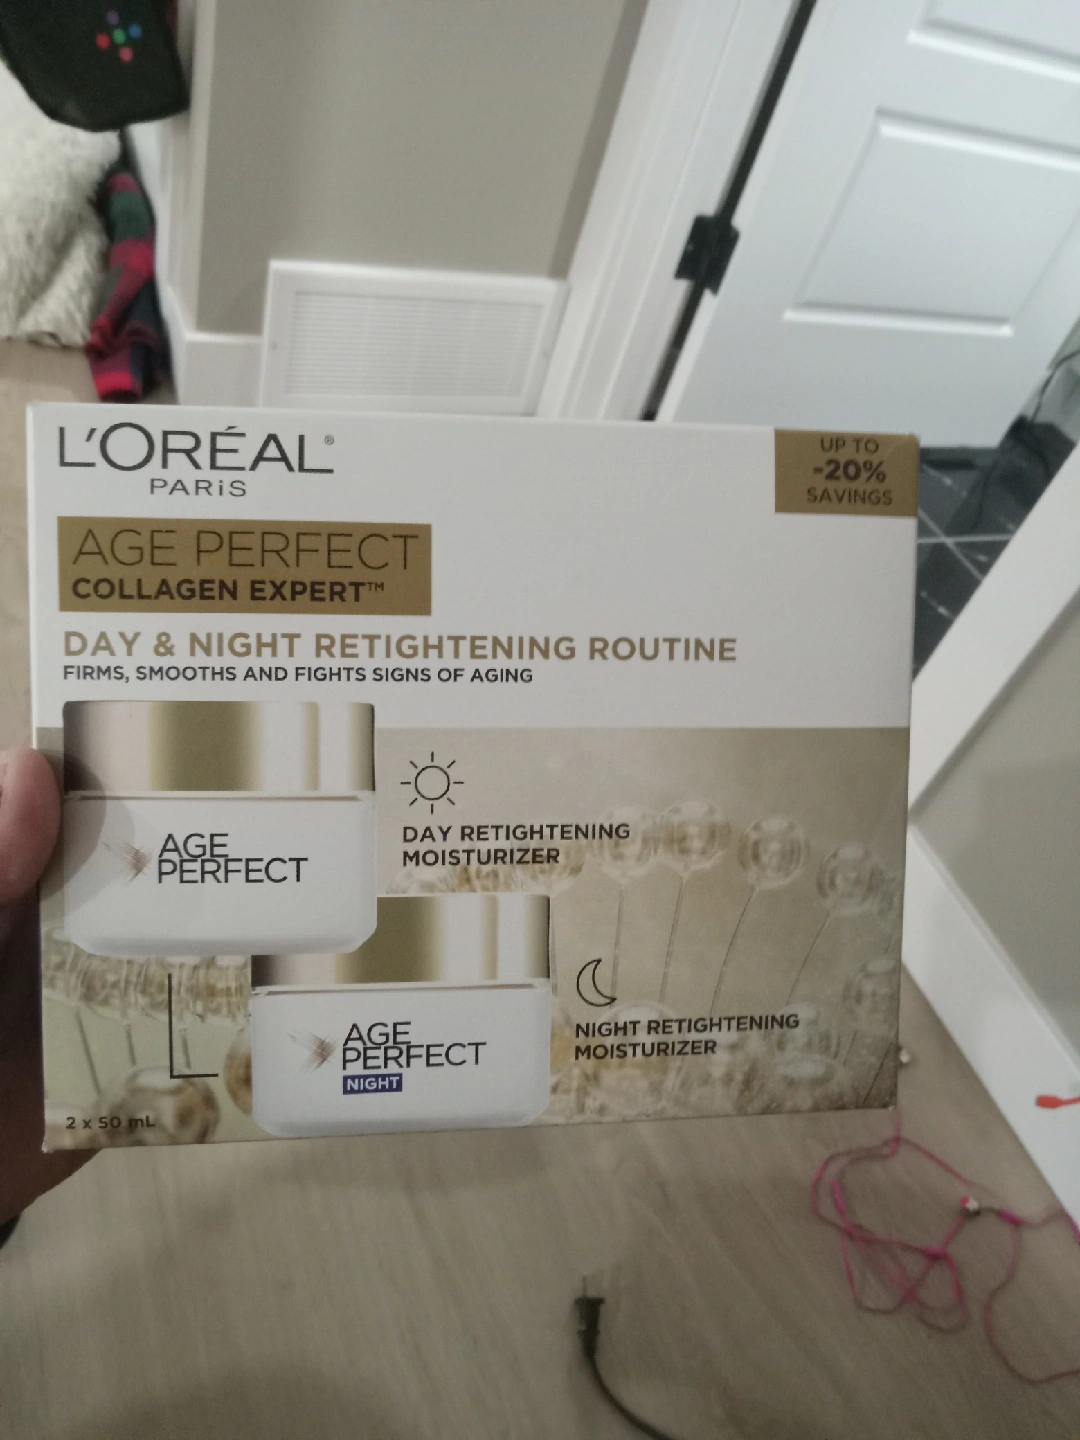 L'ORÉAL®
PARiS
UP TO
-20%
SAVINGS
AGE PERFECT
COLLAGEN EXPERT™
DAY & NIGHT RETIGHTENING ROUTINE
FIRMS, SMOOTHS AND FIGHTS SIGNS OF AGING
AGE
PERFECT
DAY RETIGHTENING
MOISTURIZER
AGE
PERFECT
NIGHT
NIGHT RETIGHTENING
MOISTURIZER
2 x 50 mL